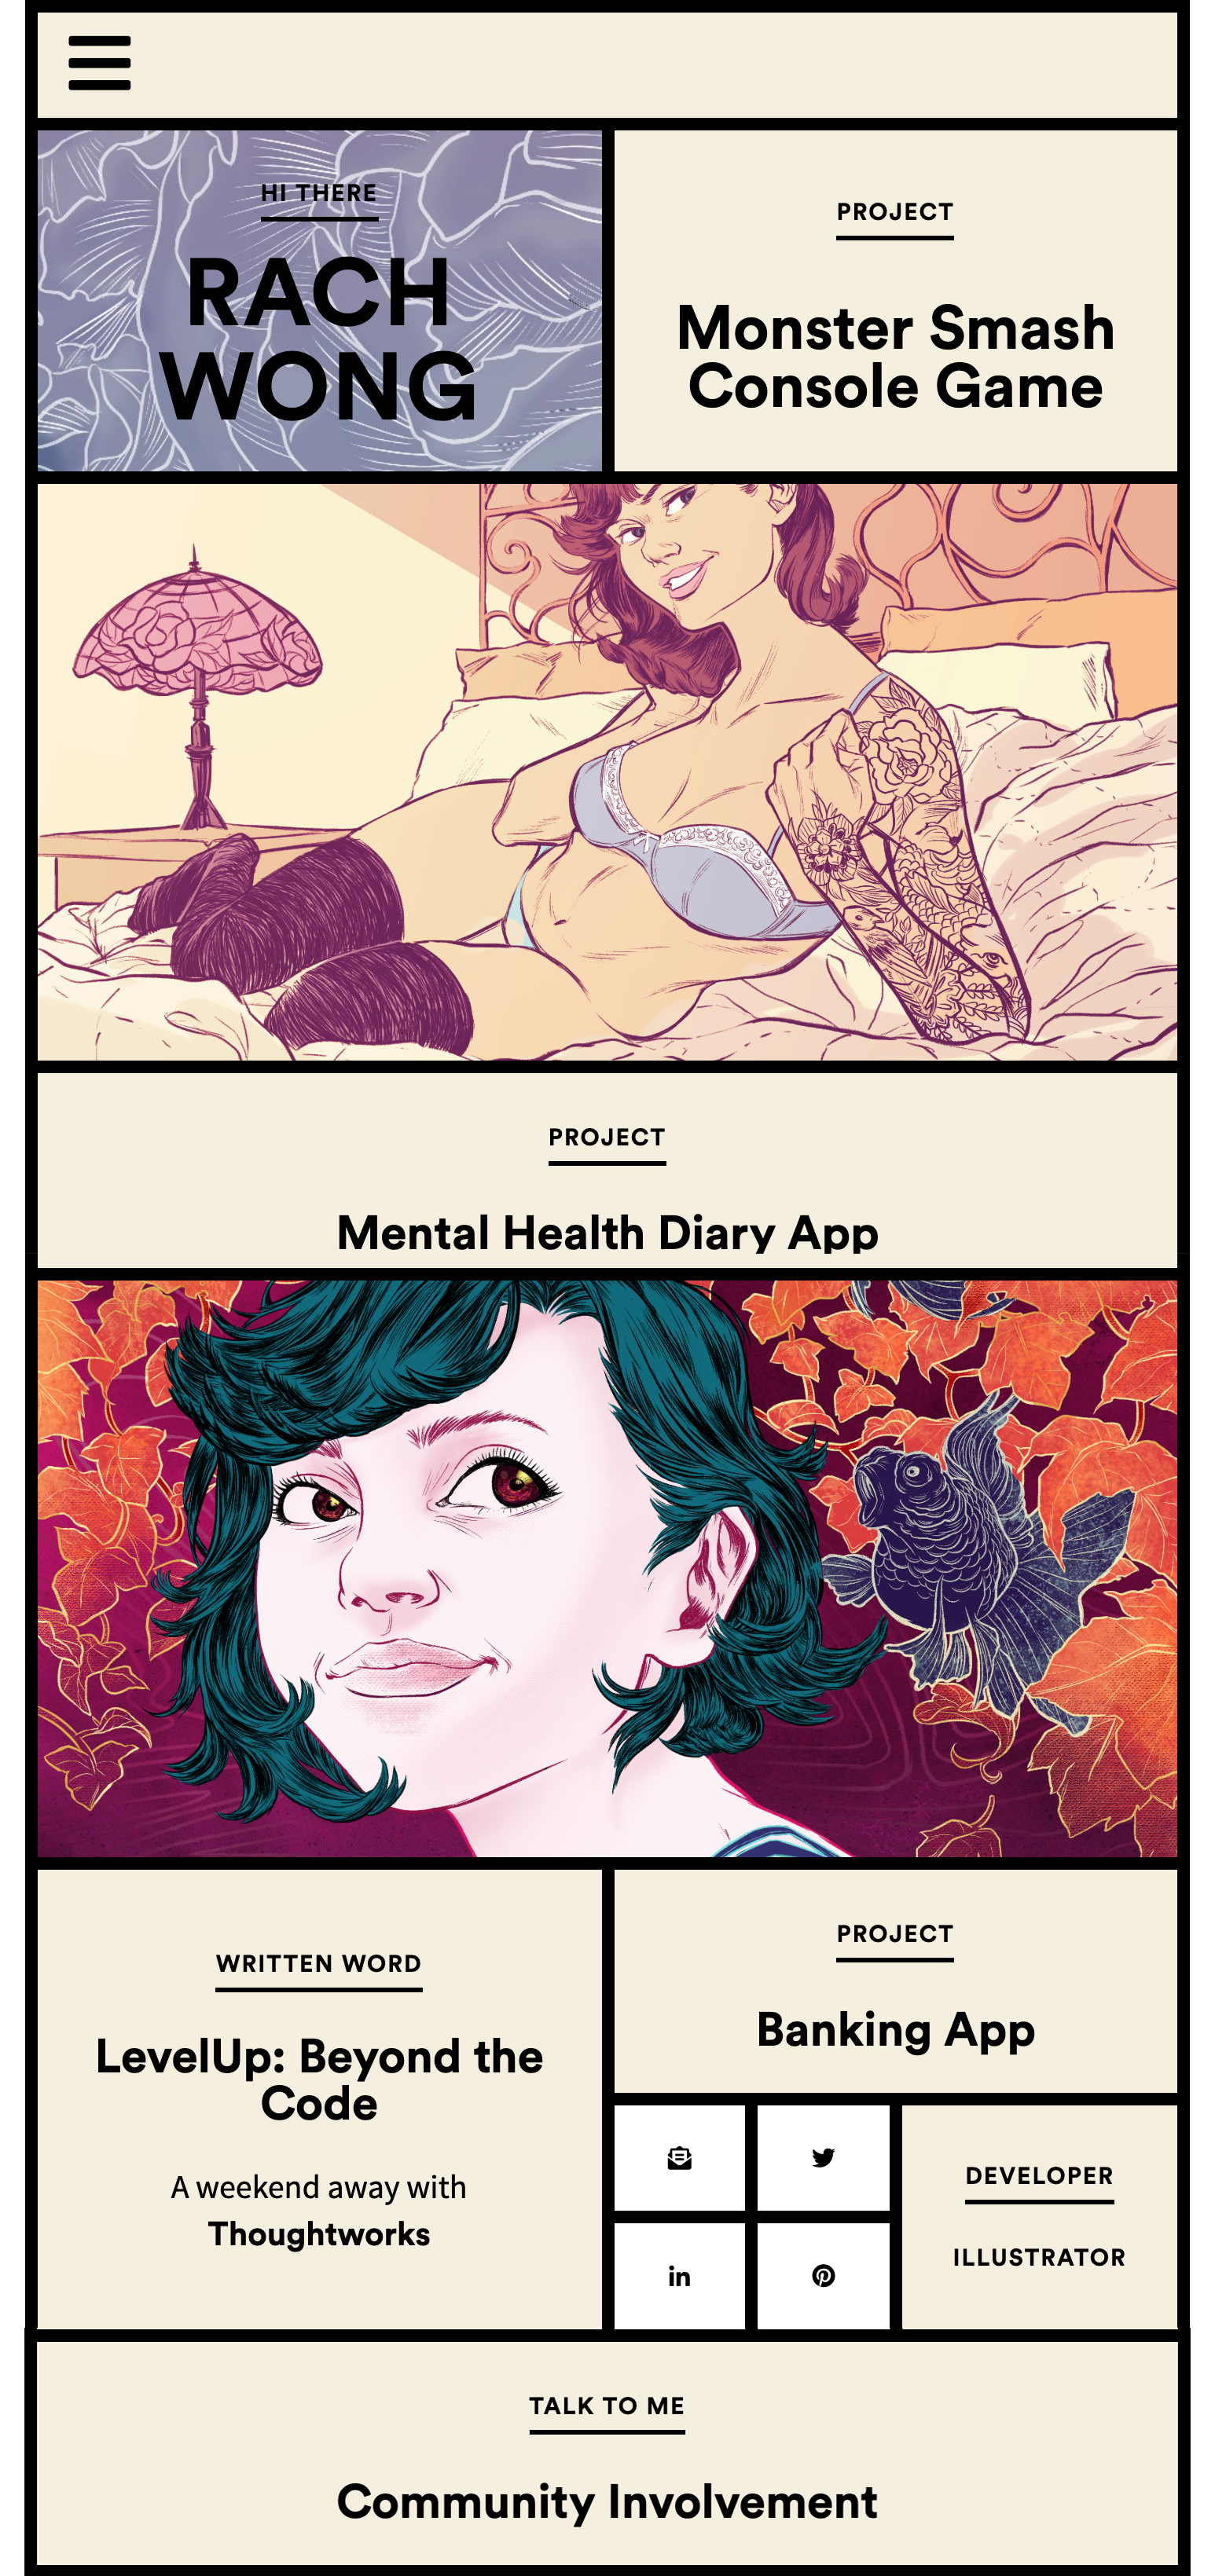 HI THERE
RACH
WONG
PROJECT
Monster Smash
Console Game
PROJECT
Mental Health Diary App
WRITTEN WORD
LevelUp: Beyond the
Code
A weekend away with
Thoughtworks
PROJECT
Banking App
in
DEVELOPER
ILLUSTRATOR
TALK TO ME
Community Involvement